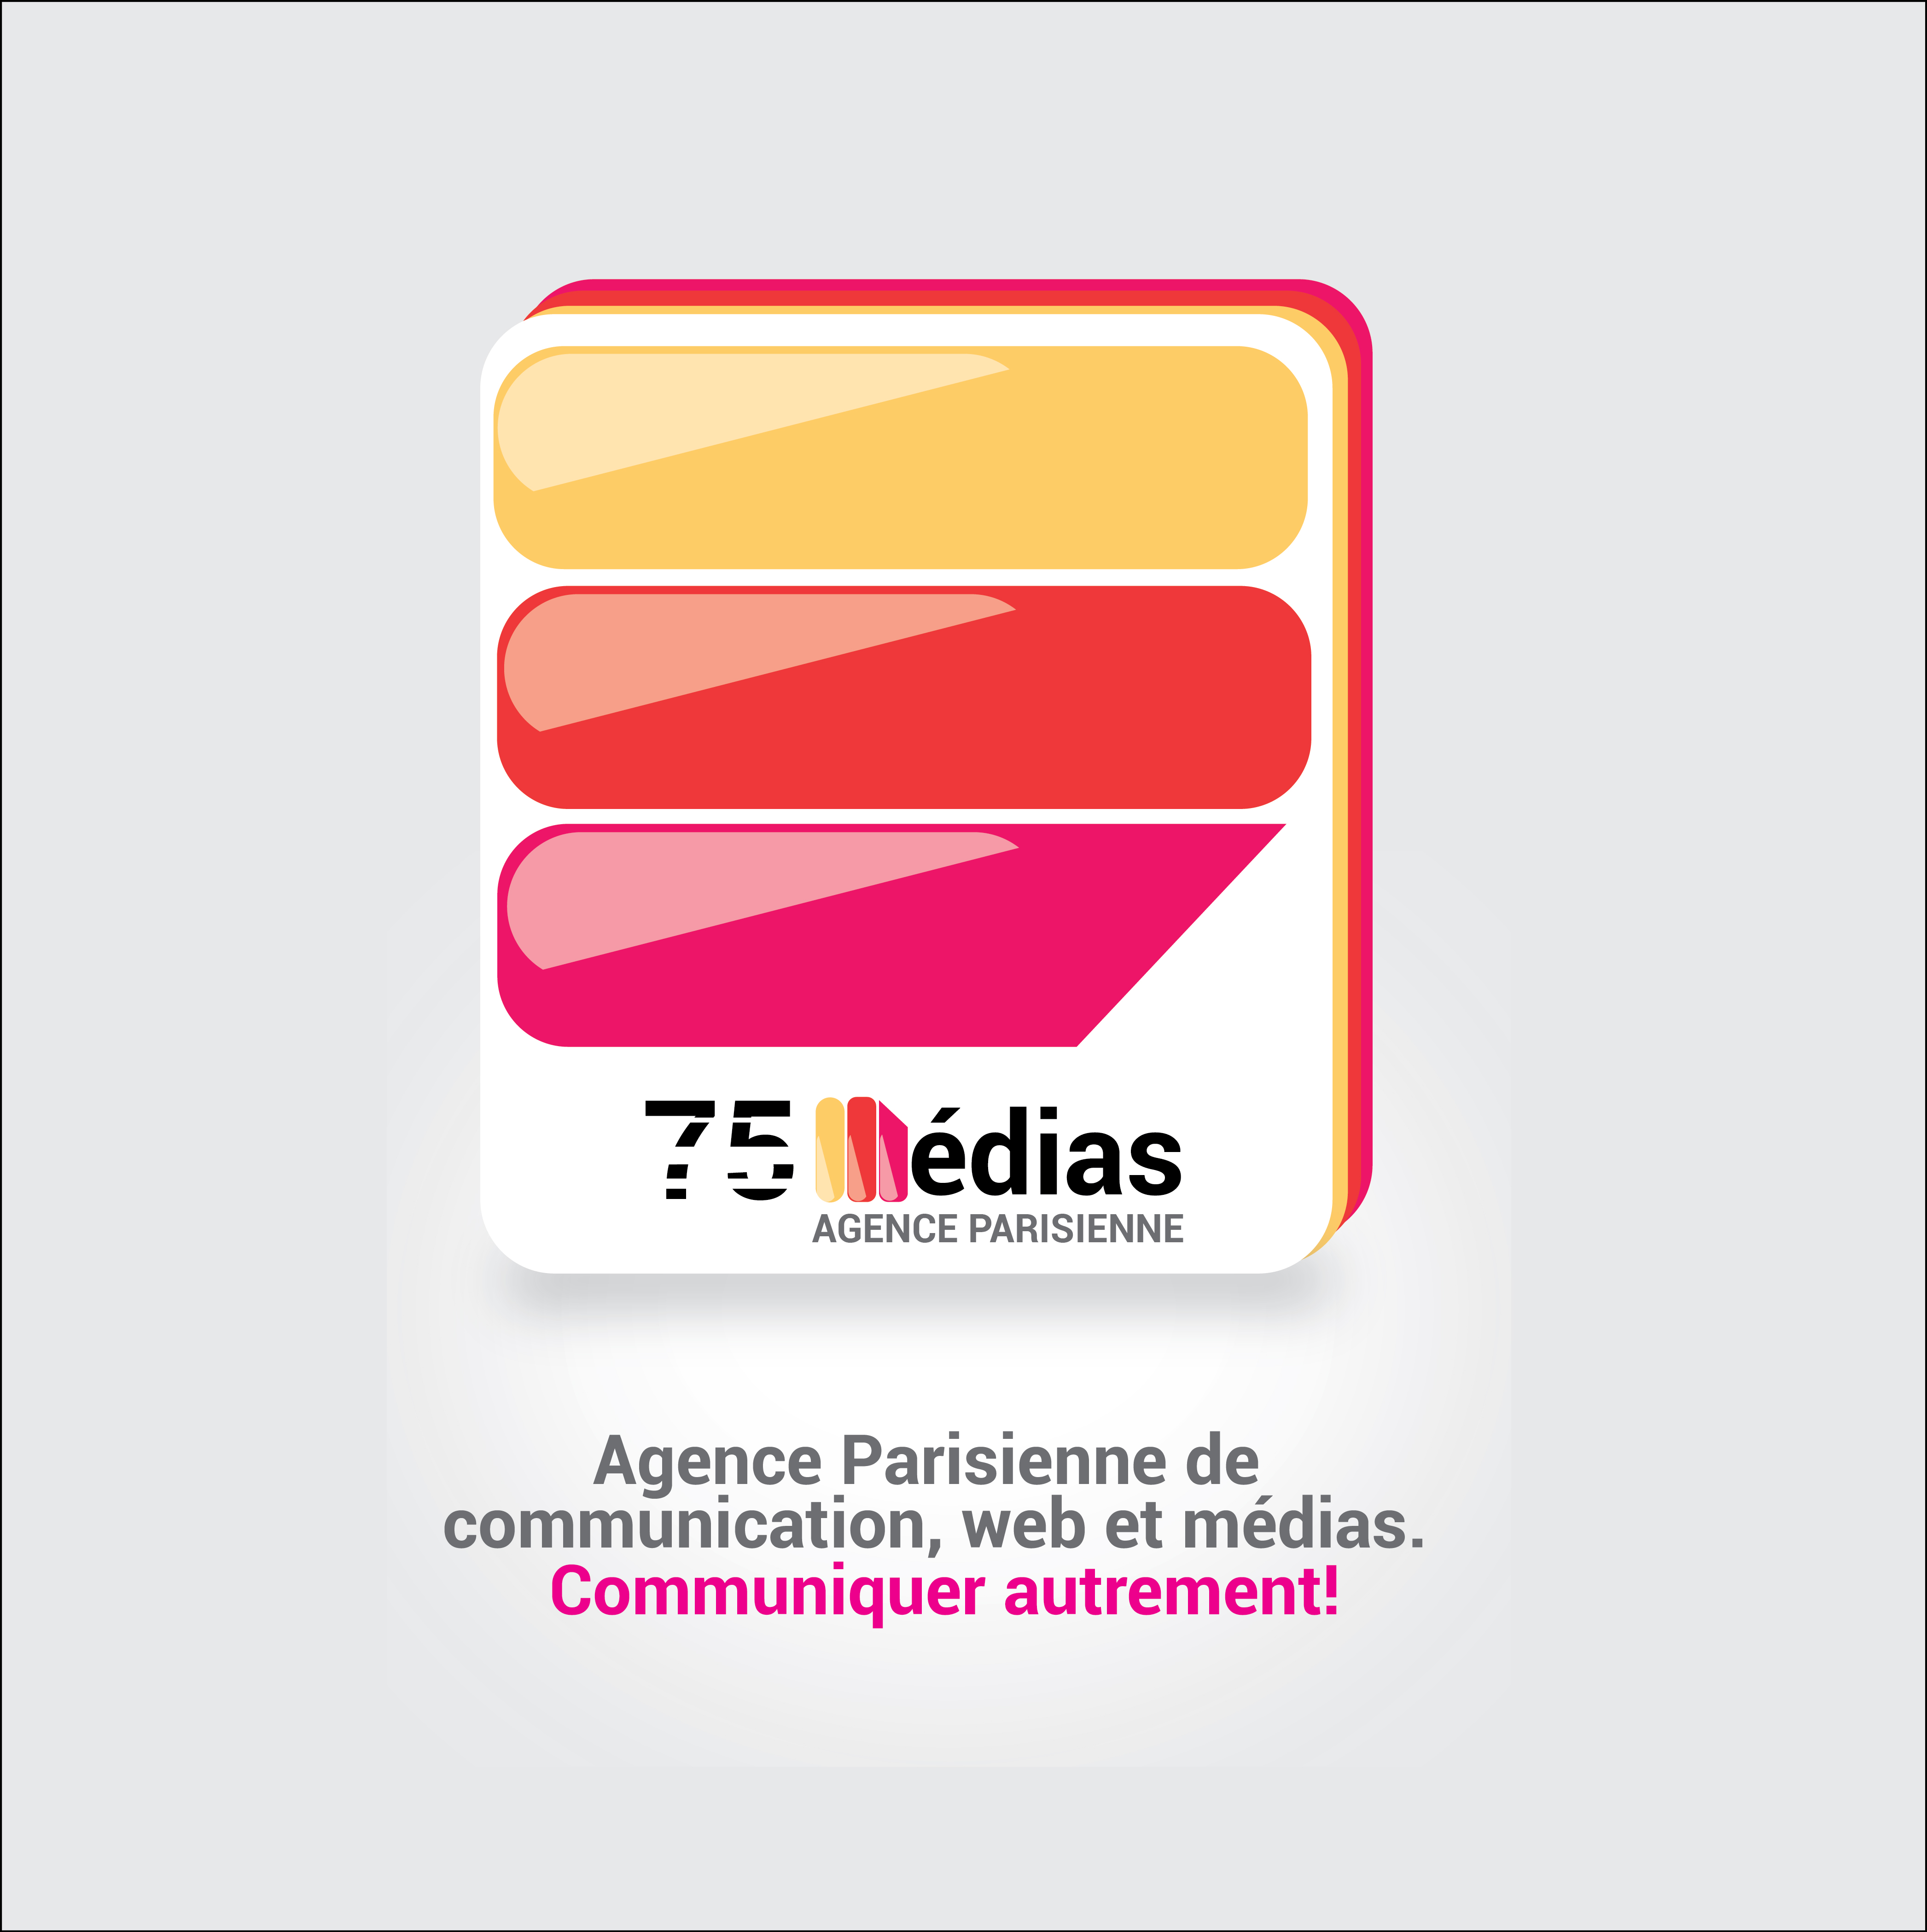 75 Médias
AGENCE PARISIENNE
Agence Parisienne de
communication, web et médias.
Communiquer autrement!